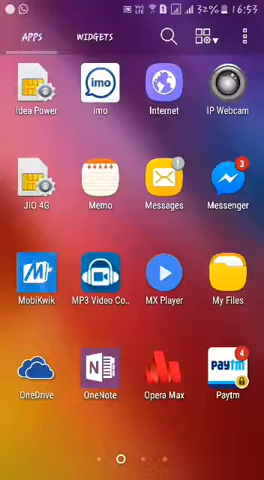 32% 16:53
APPS WIDGETS
Idea Power imo Internet IP Webcam
imo
JIO 4G Memo Messages Messenger
! 3
MobiKwik MP3 Video Co.. MX Player My Files
OneDrive OneNote Opera Max Paytm
N paytm 4